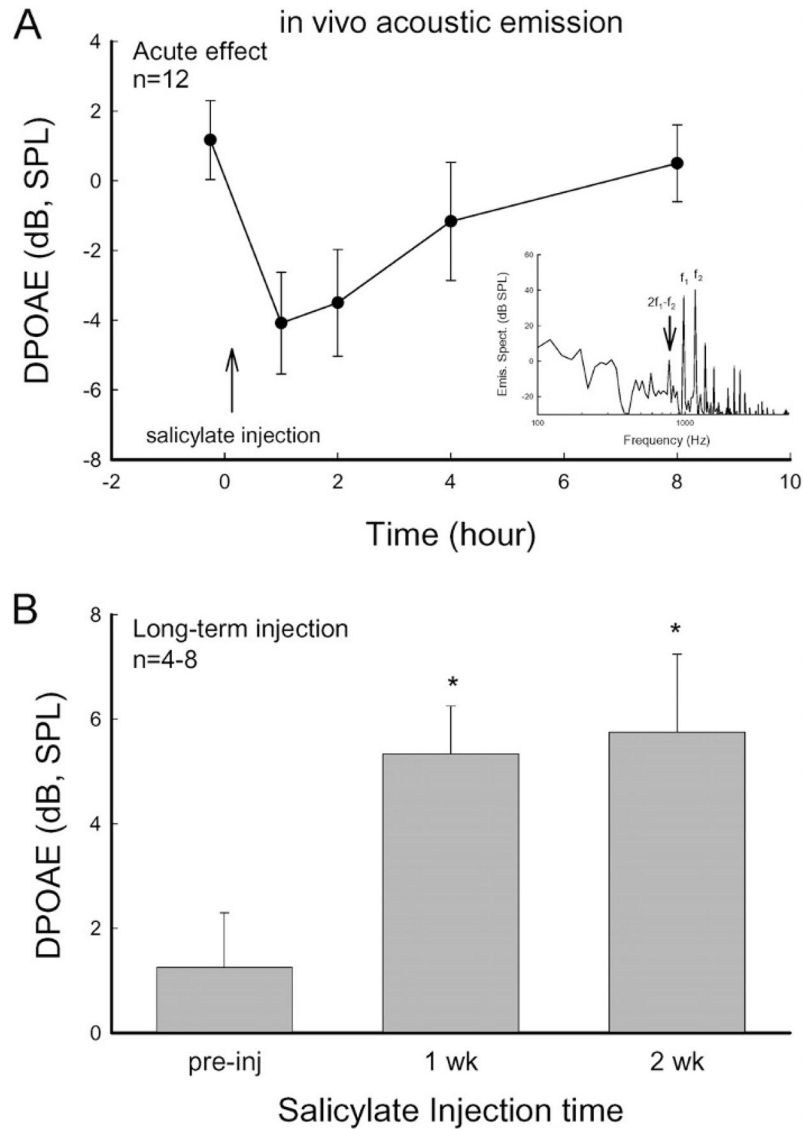 A
in vivo acoustic emission
Acute effect
n=12
DPOAE (dB, SPL)
4
2
0
-2
-4
-6
-8
salicylate injection
-2
0
2
4
6
8
10
Time (hour)
Emis. Spect. (dB SPL)
60
40
20
0
-20
2f₁-f₂
f₁
f₂
100
1000
Frequency (Hz)
B
Long-term injection
n=4-8
DPOAE (dB, SPL)
8
6
4
2
0
*
*
pre-inj
1 wk
2 wk
Salicylate Injection time